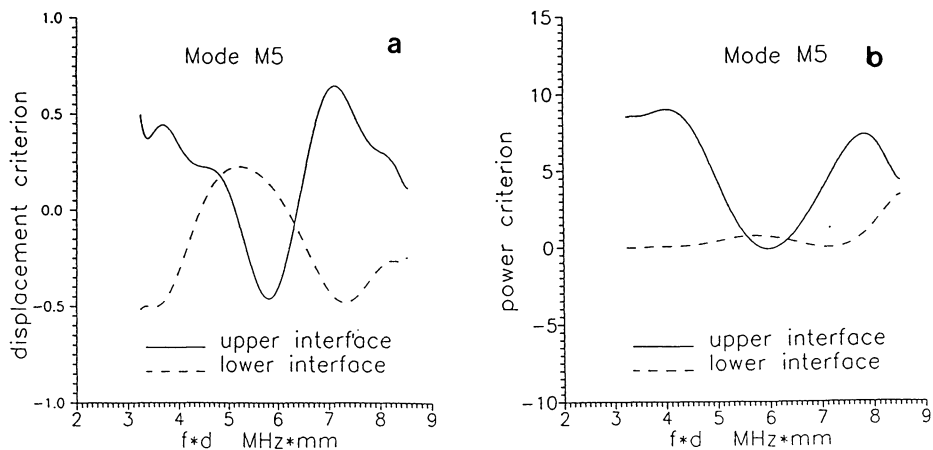 a
Mode M5
displacement criterion
1.0
0.5
0.0
−0.5
−1.0
upper interface
lower interface
2 3 4 5 6 7 8 9
f*d MHz*mm
b
Mode M5
power criterion
15
10
5
0
−5
−10
upper interface
lower interface
2 3 4 5 6 7 8 9
f*d MHz*mm